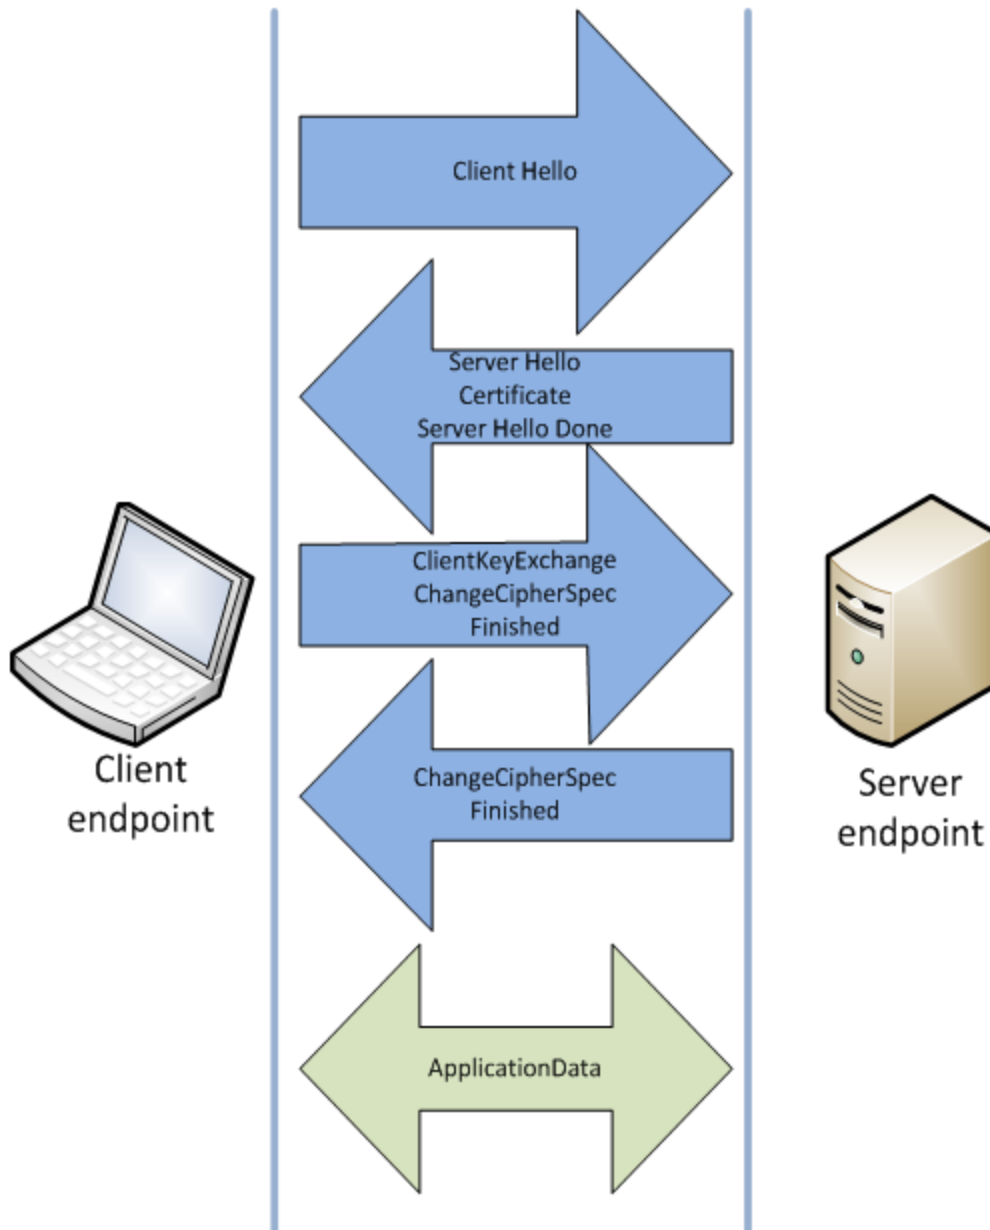 Client Hello
Server Hello
Certificate
Server Hello Done
ClientKeyExchange
ChangeCipherSpec
Finished
ChangeCipherSpec
Finished
ApplicationData
Client
endpoint
Server
endpoint